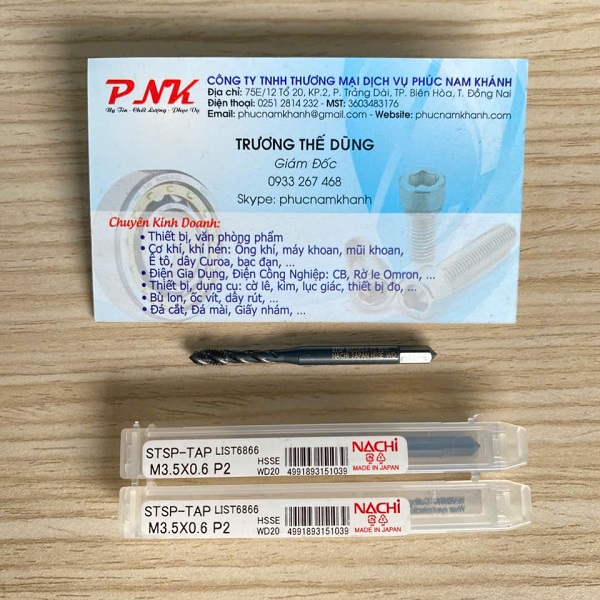 PNK
Uy Tín - Chất Lượng - Phục Vụ
CÔNG TY TNHH THƯƠNG MẠI DỊCH VỤ PHÚC NAM KHÁNH
Địa chỉ: 75E/12 Tổ 20, KP.2, P. Trảng Dài, TP. Biên Hòa, T. Đồng Nai
Điện thoại: 0251 2814 232 - MST: 3603483176
Email: phucnamkhanh@gmail.com - Website: phucnamkhanh.com
TRƯƠNG THẾ DŨNG
Giám Đốc
0933 267 468
Skype: phucnamkhanh
Chuyên Kinh Doanh:
• Thiết bị, văn phòng phẩm
• Cơ khí, khí nén: Ống khí, máy khoan, mũi khoan,
Ê tô, dây Curoa, bạc đạn, ...
• Điện Gia Dụng, Điện Công Nghiệp: CB, Rờ le Omron, ...
• Thiết bị, dụng cụ : cờ lê, kìm, lục giác, thiết bị đo, ...
• Bù lon, ốc vít, dây rút, ...
• Đá cắt, Đá mài, Giấy nhám, ...
NACHI JAPAN HSSE
STSP-TAP LIST6866
M3.5X0.6 P2
HSSE
WD20 4991893151039
NACHi
MADE IN JAPAN
STSP-TAP LIST6866
M3.5X0.6 P2
HSSE
WD20 4991893151039
NACHi
MADE IN JAPAN